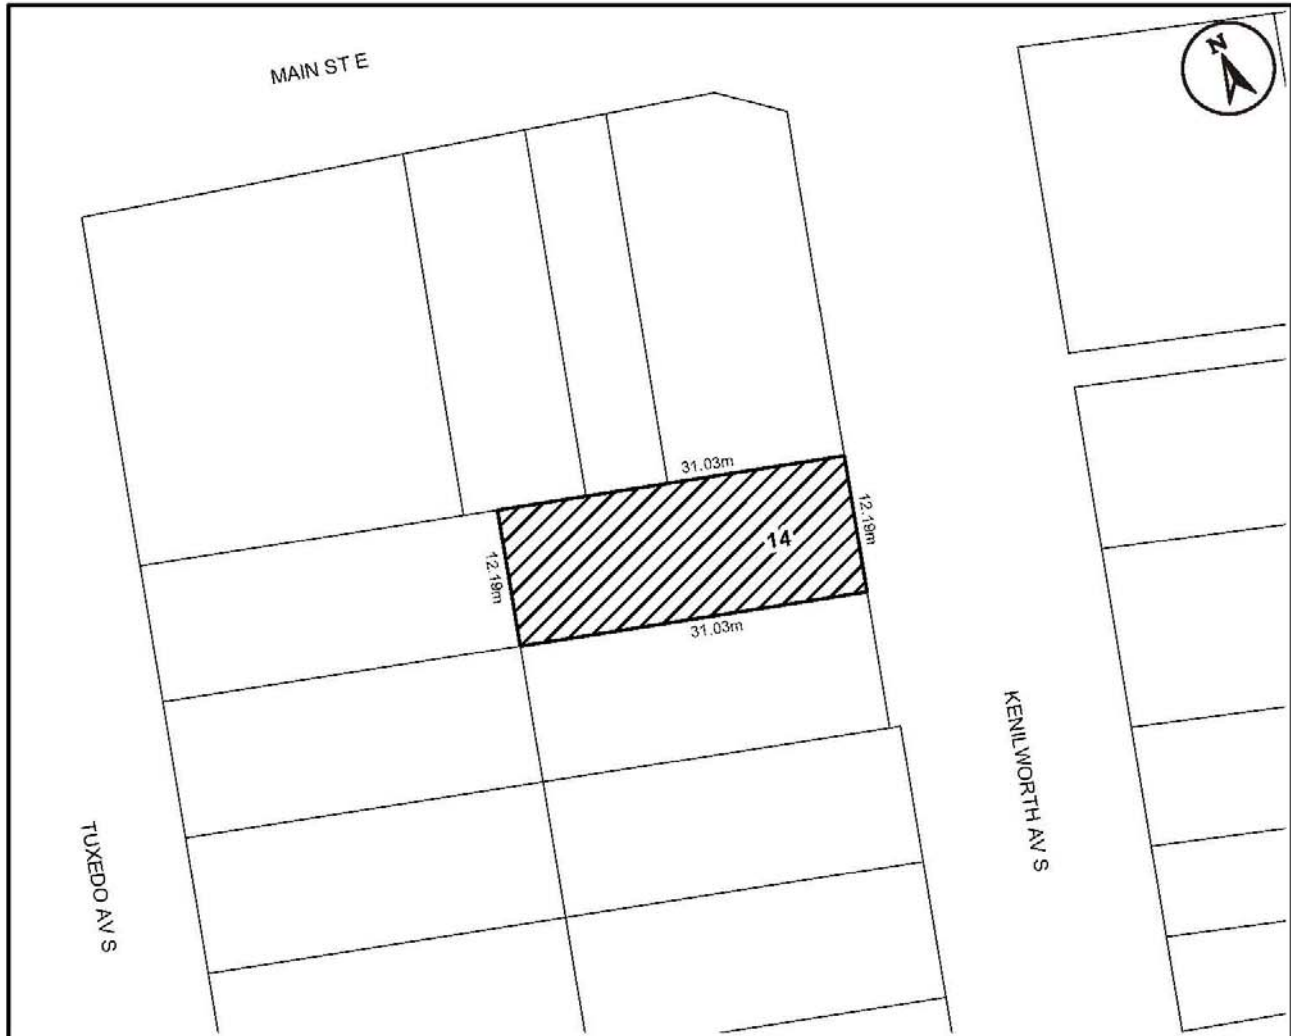 MAIN ST E
N
31.03m
12.19m
14
12.19m
31.03m
KENILWORTH AV S
TUXEDO AV S